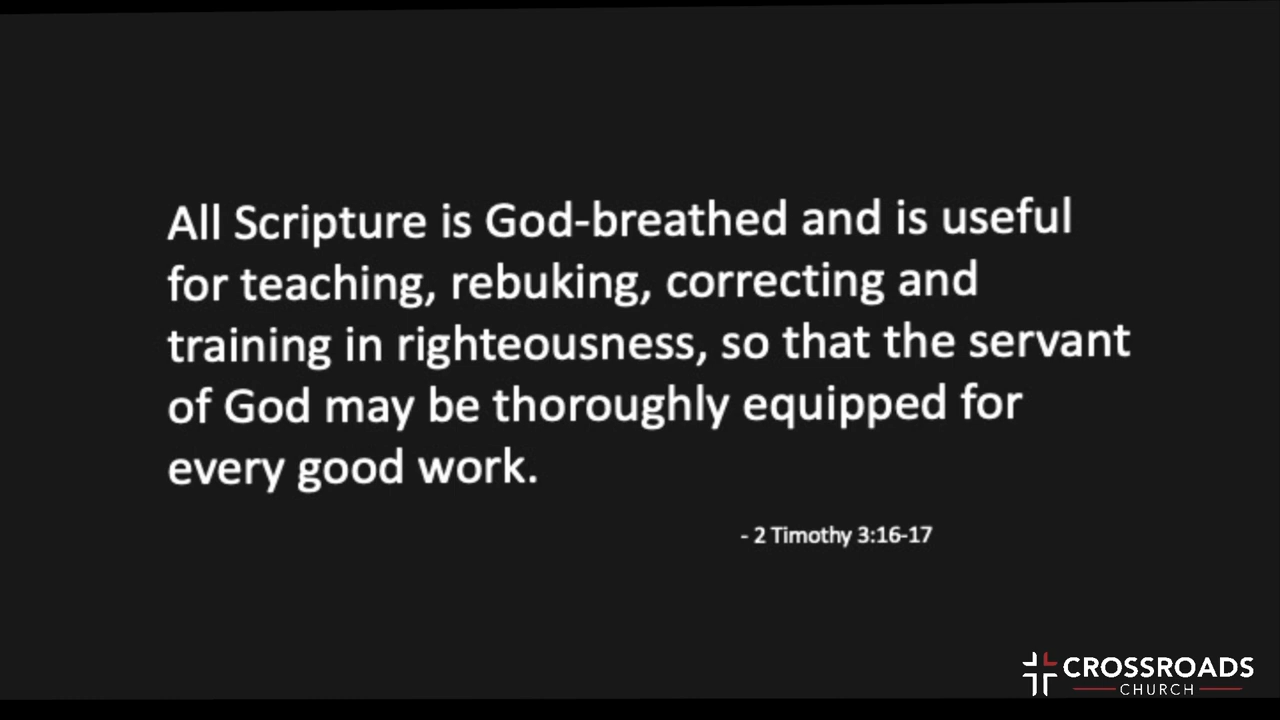 All Scripture is God-breathed and is useful
for teaching, rebuking, correcting and
training in righteousness, so that the servant
of God may be thoroughly equipped for
every good work.
- 2 Timothy 3:16-17
CROSSROADS
CHURCH